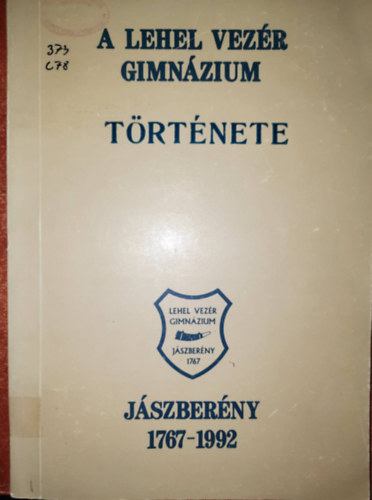 373
C78
A LEHEL VEZÉR
GIMNÁZIUM
TÖRTÉNETE
LEHEL VEZÉR
GIMNÁZIUM
JÁSZBERÉNY
1767
JÁSZBERÉNY
1767-1992